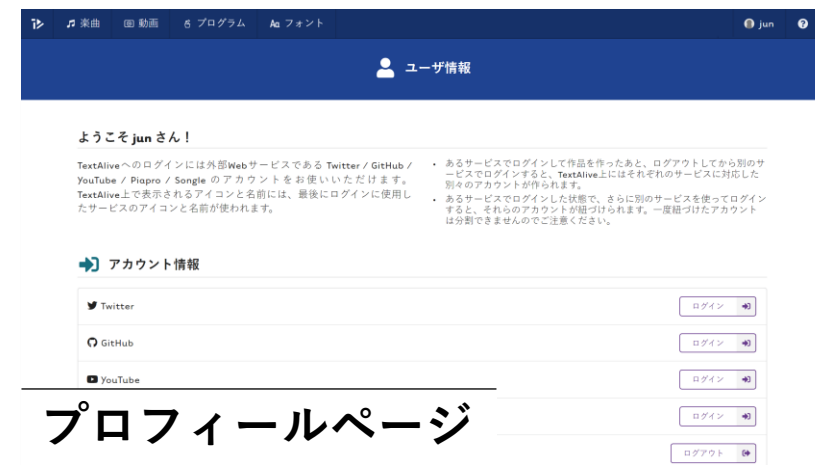 楽曲 動画 プログラム Aa フォント jun
ユーザ情報
ようこそ jun さん！
TextAliveへのログインには外部Webサービスである Twitter / GitHub /
YouTube / Piapro / Songle のアカウントをお使いいただけます。
TextAlive上で表示されるアイコンと名前には、最後にログインに使用し
たサービスのアイコンと名前が使われます。
• あるサービスでログインして作品を作ったあと、ログアウトしてから別のサ
ービスでログインすると、TextAlive上にはそれぞれのサービスに対応した
別々のアカウントが作られます。
• あるサービスでログインした状態で、さらに別のサービスを使ってログイン
すると、それらのアカウントが紐づけられます。一度紐づけたアカウント
は分割できませんのでご注意ください。
アカウント情報
Twitter ログイン
GitHub ログイン
YouTube ログイン
ログイン
ログアウト
プロフィールページ